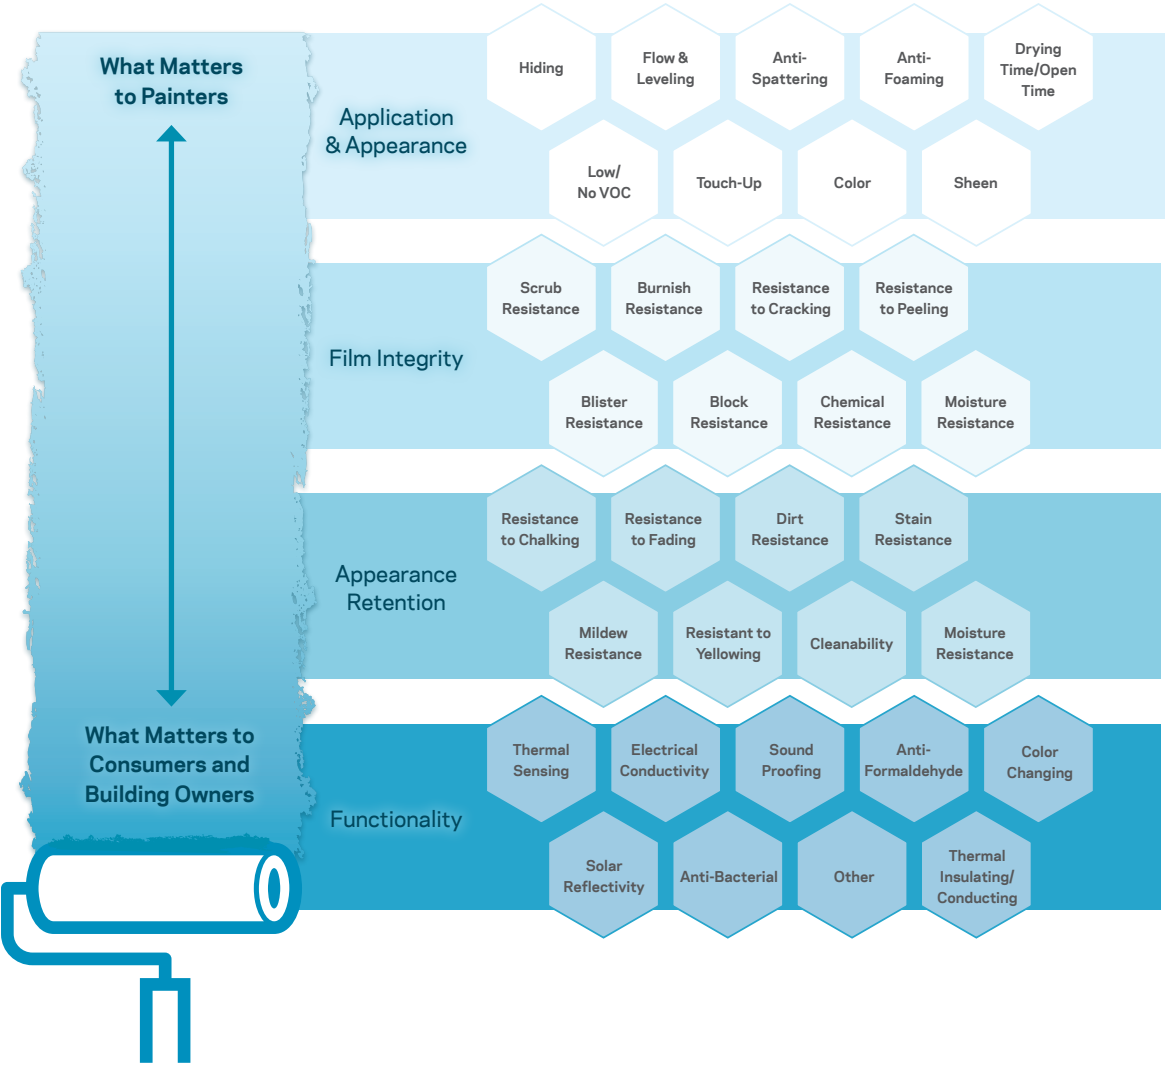 What Matters
to Painters
Application
& Appearance
Hiding
Flow &
Leveling
Anti-
Spattering
Anti-
Foaming
Drying
Time/Open
Time
Low/
No VOC
Touch-Up
Color
Sheen
Film Integrity
Scrub
Resistance
Burnish
Resistance
Resistance
to Cracking
Resistance
to Peeling
Blister
Resistance
Block
Resistance
Chemical
Resistance
Moisture
Resistance
Appearance
Retention
Resistance
to Chalking
Resistance
to Fading
Dirt
Resistance
Stain
Resistance
Mildew
Resistance
Resistant to
Yellowing
Cleanability
Moisture
Resistance
What Matters to
Consumers and
Building Owners
Functionality
Thermal
Sensing
Electrical
Conductivity
Sound
Proofing
Anti-
Formaldehyde
Color
Changing
Solar
Reflectivity
Anti-Bacterial
Other
Thermal
Insulating/
Conducting